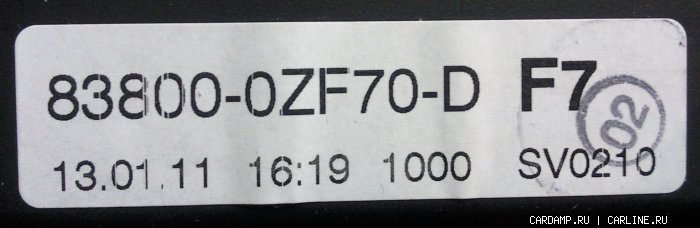 83800-0ZF70-D F7
02
13.01.11 16:19 1000 SV0210
CARDAMP.RU | CARLINE.RU